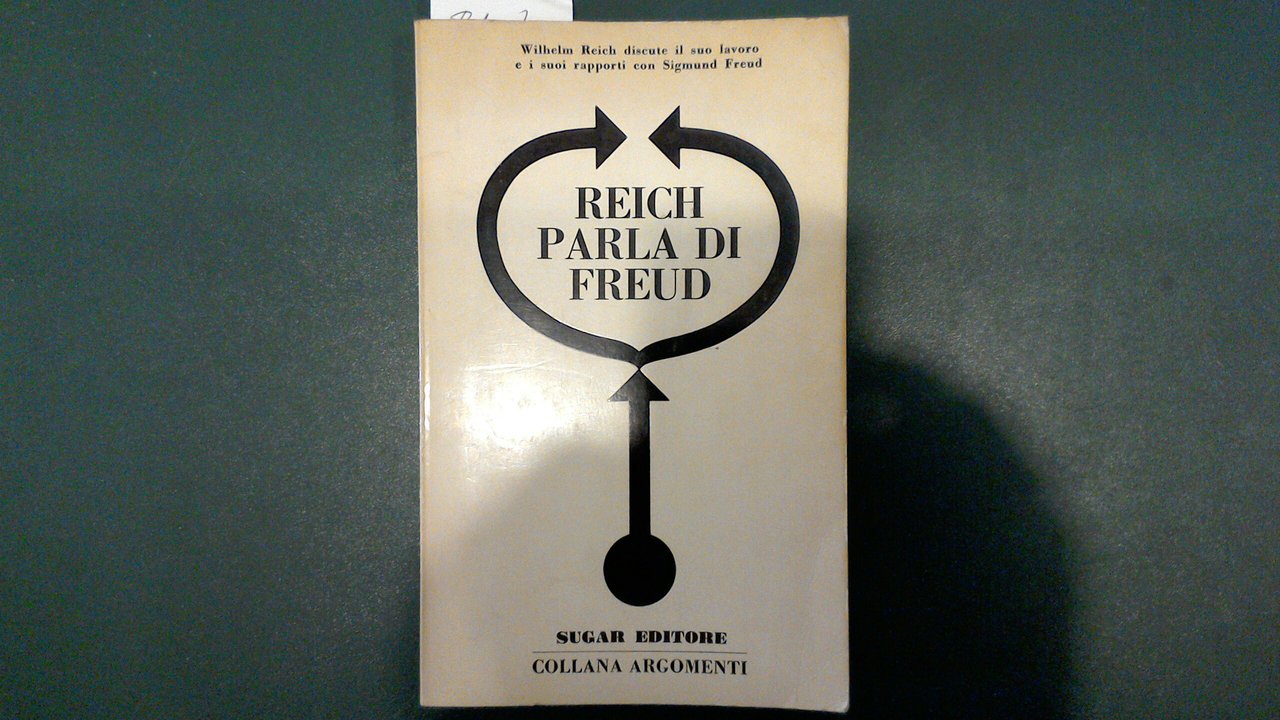 Wilhelm Reich discute il suo lavoro
e i suoi rapporti con Sigmund Freud
REICH
PARLA DI
FREUD
SUGAR EDITORE
COLLANA ARGOMENTI